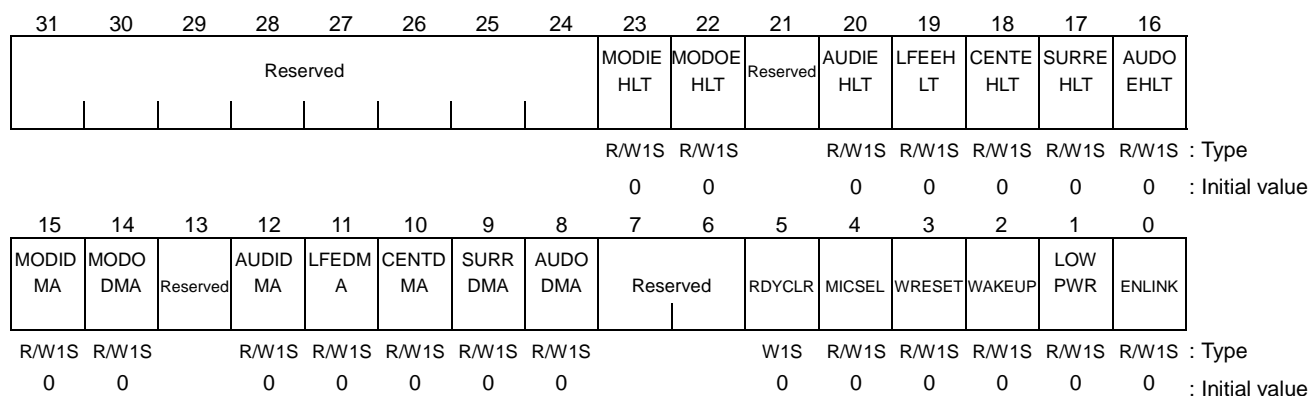 31 30 29 28 27 26 25 24 23 22 21 20 19 18 17 16
Reserved MODIE HLT MODOE HLT Reserved AUDIE HLT LFEEH LT CENTE HLT SURRE HLT AUDO EHLT
R/W1S R/W1S R/W1S R/W1S R/W1S R/W1S R/W1S : Type
0 0 0 0 0 0 0 : Initial value
15 14 13 12 11 10 9 8 7 6 5 4 3 2 1 0
MODID MA MODO DMA Reserved AUDID MA LFEDM A CENTD MA SURR DMA AUDO DMA Reserved RDYCLR MICSEL WRESET WAKEUP LOW PWR ENLINK
R/W1S R/W1S R/W1S R/W1S R/W1S R/W1S R/W1S W1S R/W1S R/W1S R/W1S R/W1S R/W1S : Type
0 0 0 0 0 0 0 0 0 0 0 0 0 : Initial value